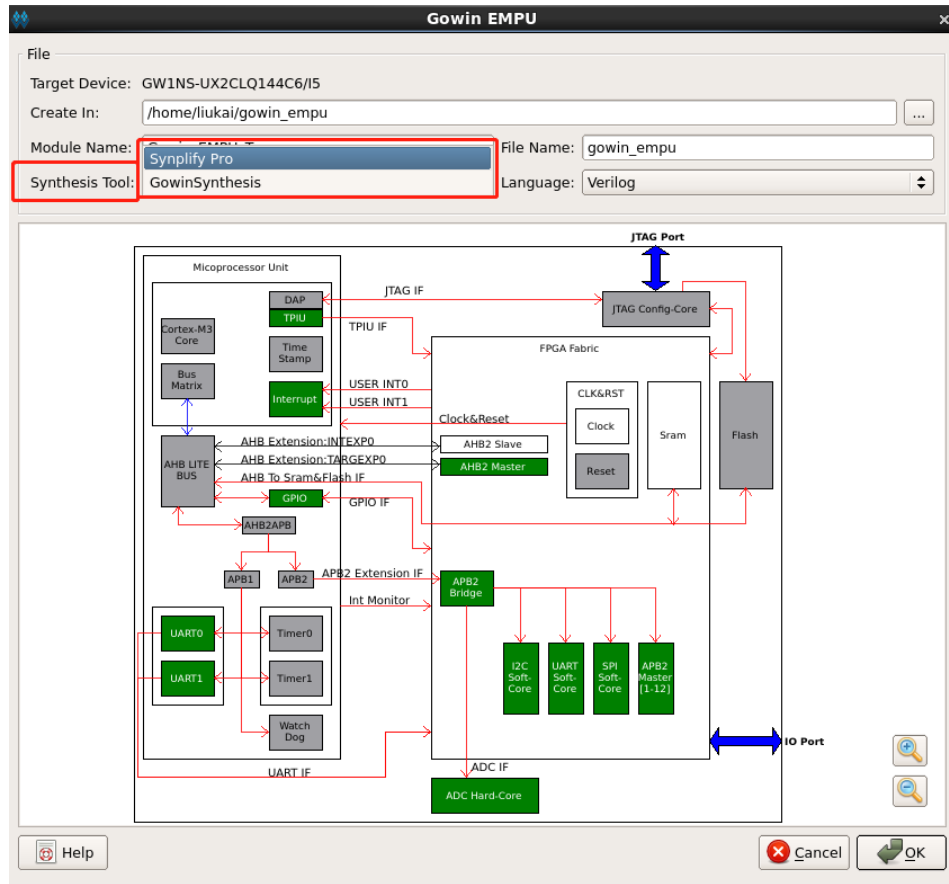 Gowin EMPU
File
Target Device: GW1NS-UX2CLQ144C6/I5
Create In: /home/liukai/gowin_empu ...
Module Name: File Name: gowin_empu
Synplify Pro
Synthesis Tool: GowinSynthesis Language: Verilog
JTAG Port
Micoprocessor Unit
DAP
JTAG IF
JTAG Config-Core
TPIU
TPIU IF
Cortex-M3
Core
Time
Stamp
FPGA Fabric
Bus
Matrix
Interrupt
USER INT0
USER INT1
CLK&RST
Clock
Reset
Sram
Flash
Clock&Reset
AHB LITE
BUS
AHB Extension:INTEXP0
AHB2 Slave
AHB Extension:TARGEXP0
AHB2 Master
AHB To Sram&Flash IF
GPIO
GPIO IF
AHB2APB
APB1
APB2
APB2 Extension IF
APB2
Bridge
Int Monitor
UART0
Timer0
UART1
Timer1
I2C
Soft-
Core
UART
Soft-
Core
SPI
Soft-
Core
APB2
Master
[1-12]
Watch
Dog
IO Port
UART IF
ADC IF
ADC Hard-Core
Help
Cancel
OK